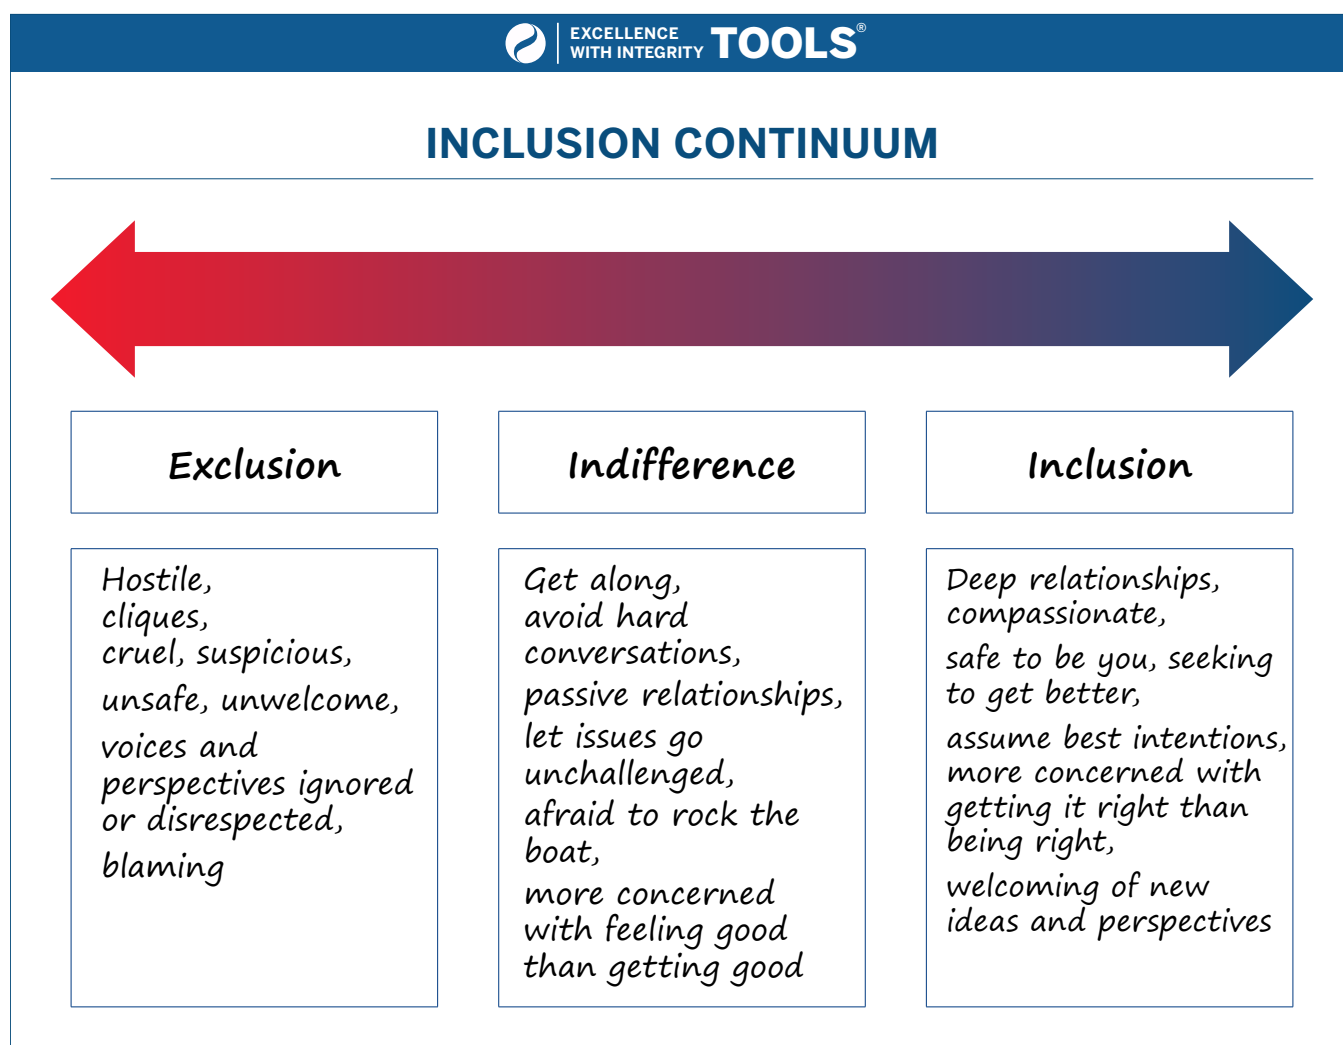 EXCELLENCE
WITH INTEGRITY TOOLS®
INCLUSION CONTINUUM
Exclusion
Hostile,
cliques,
cruel, suspicious,
unsafe, unwelcome,
voices and
perspectives ignored
or disrespected,
blaming
Indifference
Get along,
avoid hard
conversations,
passive relationships,
let issues go
unchallenged,
afraid to rock the
boat,
more concerned
with feeling good
than getting good
Inclusion
Deep relationships,
compassionate,
safe to be you, seeking
to get better,
assume best intentions,
more concerned with
getting it right than
being right,
welcoming of new
ideas and perspectives